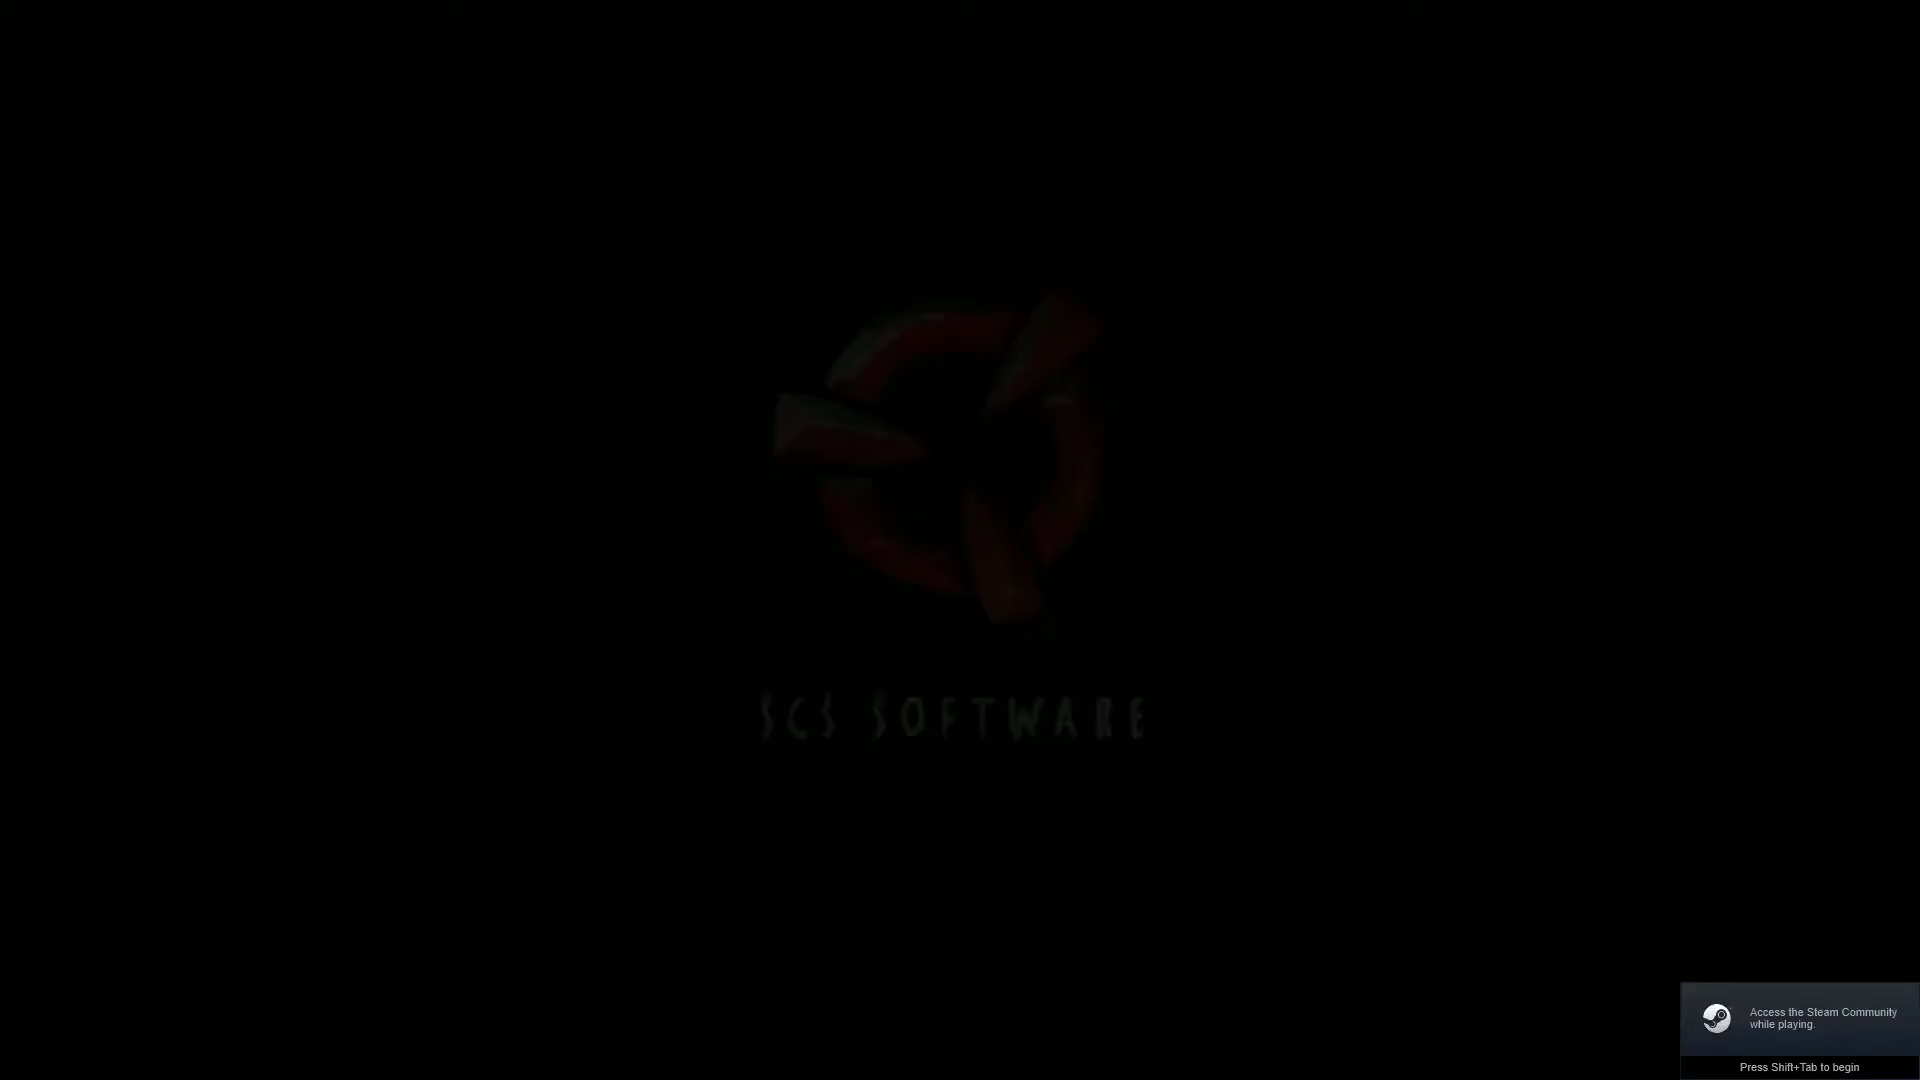 SCS SOFTWARE
Access the Steam Community
while playing.
Press Shift+Tab to begin